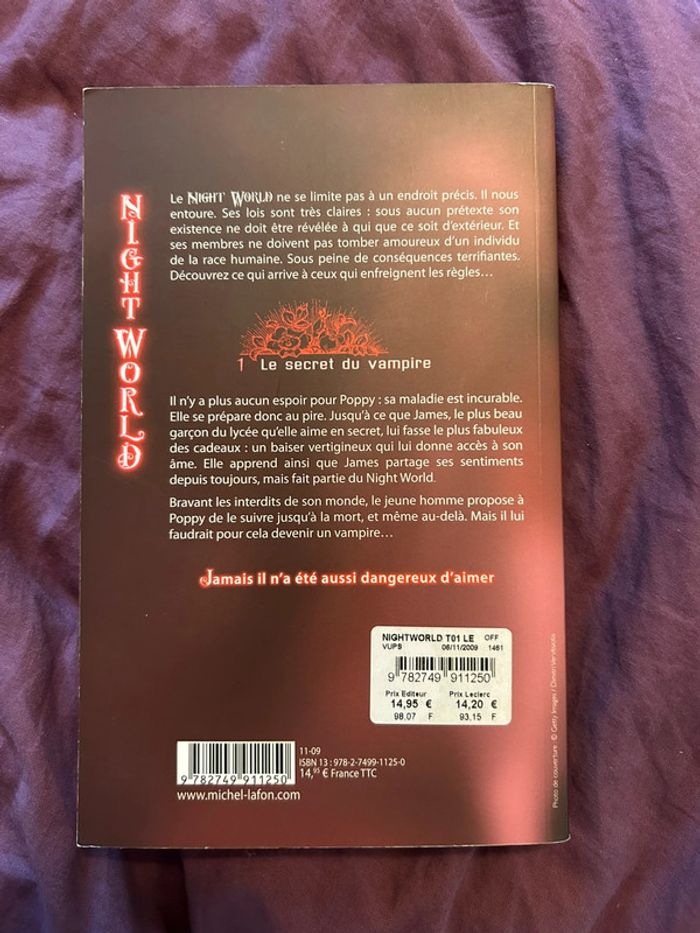 NIGHT WORLD
Le NIGHT WORLD ne se limite pas à un endroit précis. Il nous
entoure. Ses lois sont très claires : sous aucun prétexte son
existence ne doit être révélée à qui que ce soit d'extérieur. Et
ses membres ne doivent pas tomber amoureux d'un individu
de la race humaine. Sous peine de conséquences terrifiantes.
Découvrez ce qui arrive à ceux qui enfreignent les règles...
1 Le secret du vampire
Il n'y a plus aucun espoir pour Poppy : sa maladie est incurable.
Elle se prépare donc au pire. Jusqu'à ce que James, le plus beau
garçon du lycée qu'elle aime en secret, lui fasse le plus fabuleux
des cadeaux : un baiser vertigineux qui lui donne accès à son
âme. Elle apprend ainsi que James partage ses sentiments
depuis toujours, mais fait partie du Night World.
Bravant les interdits de son monde, le jeune homme propose à
Poppy de le suivre jusqu'à la mort, et même au-delà. Mais il lui
faudrait pour cela devenir un vampire...
Jamais il n'a été aussi dangereux d'aimer
NIGHTWORLD T01 LE OFF
VUPS 06/11/2009 1461
9 782749 911250
Prix Editeur Prix Leclerc
14,95 € 14,20 €
98,07 F 93,15 F
11-09
ISBN 13 : 978-2-7499-1125-0
14,95 € France TTC
9 782749 911250
www.michel-lafon.com
Photo de couverture : © Getty Images / Dimitri Vervitsiotis